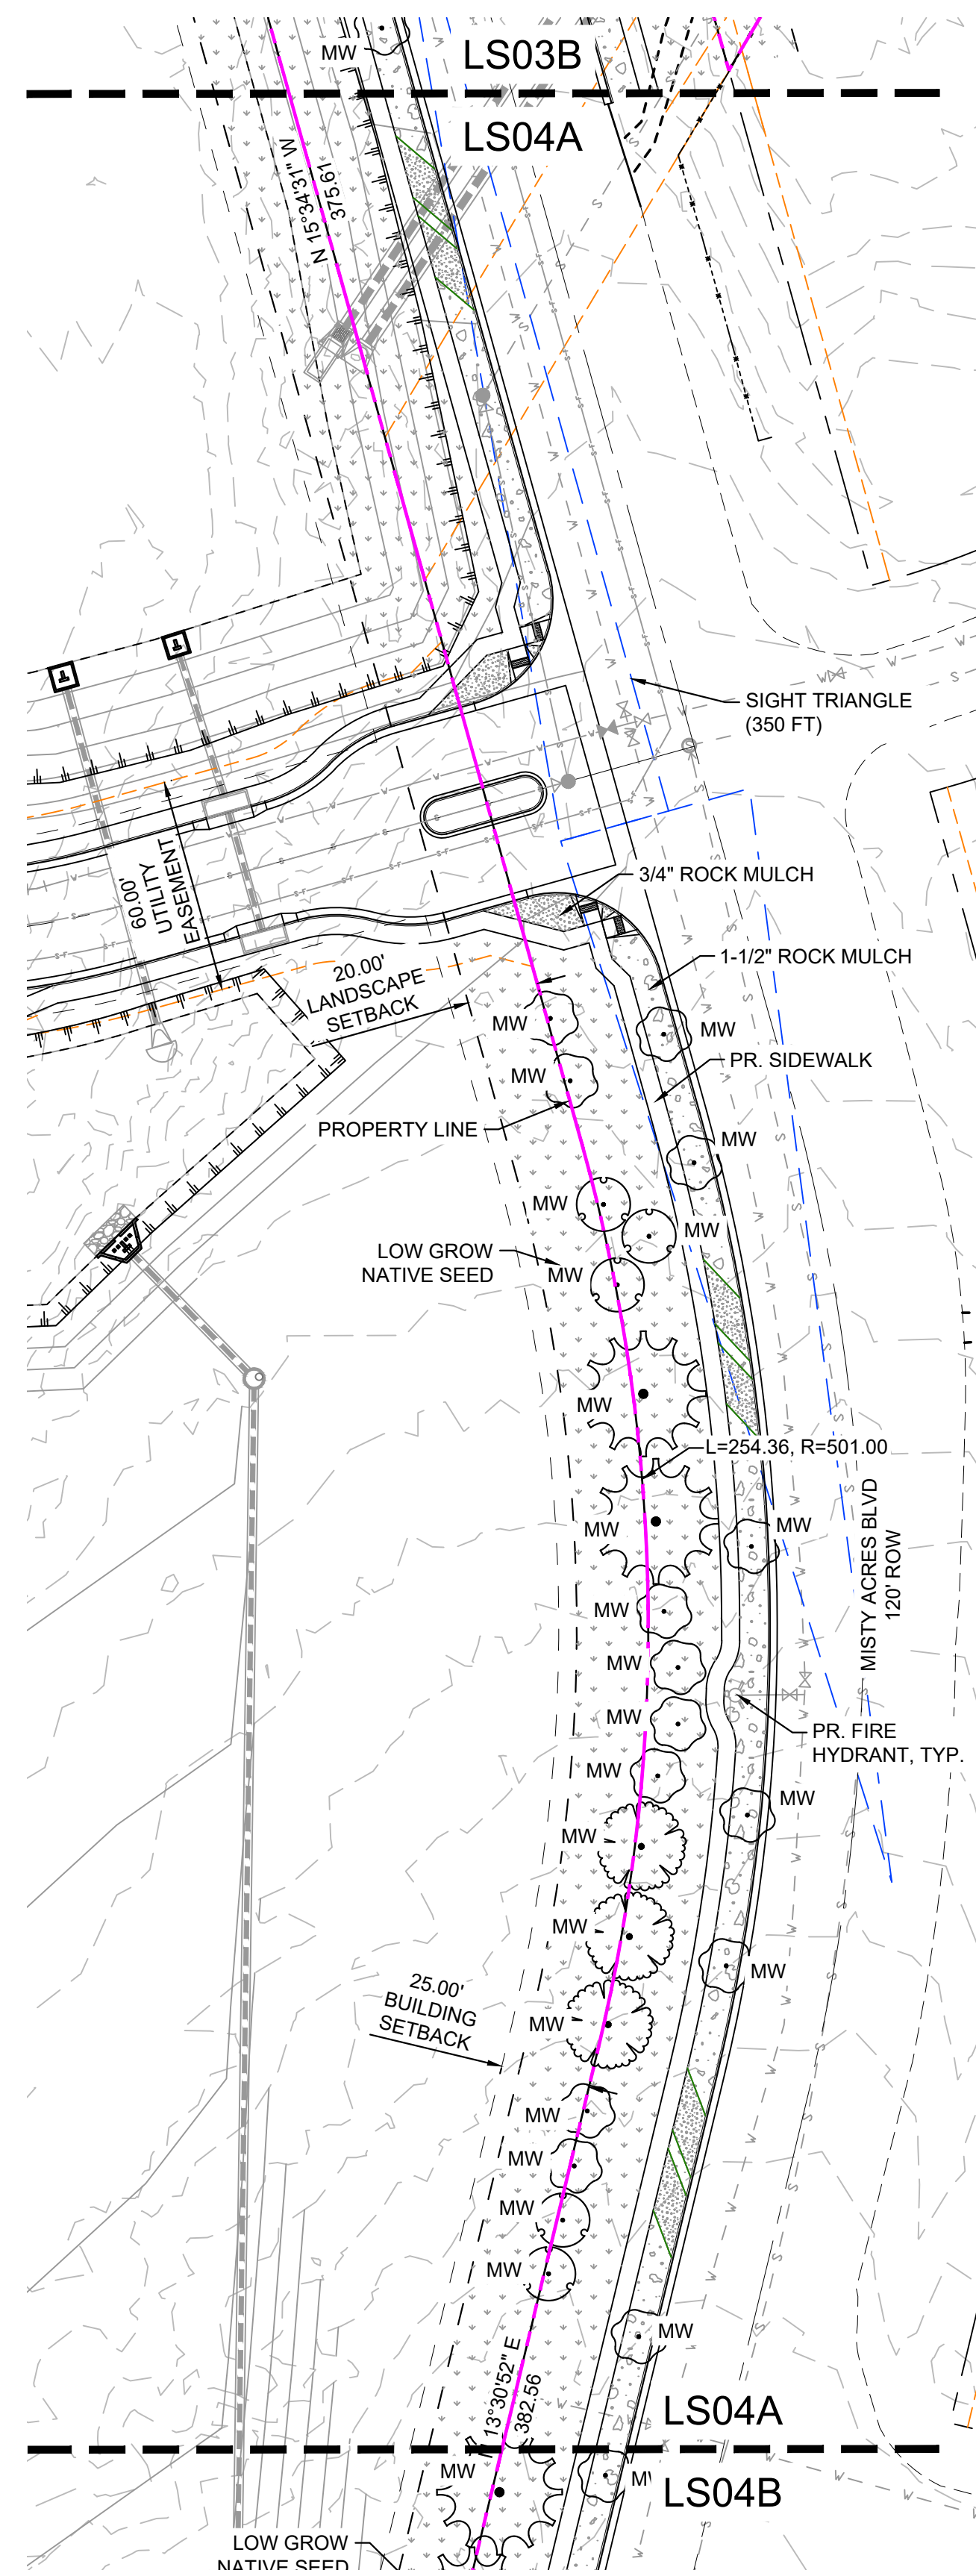 MW
LS03B
LS04A
N 15°34'31" W
375.61
SIGHT TRIANGLE
(350 FT)
60.00'
UTILITY
EASEMENT
3/4" ROCK MULCH
1-1/2" ROCK MULCH
20.00'
LANDSCAPE
SETBACK
MW
MW
PR. SIDEWALK
MW
PROPERTY LINE
MW
MW
MW
LOW GROW
NATIVE SEED
MW
MW
L=254.36, R=501.00
MISTY ACRES BLVD
120' ROW
MW
MW
MW
MW
MW
PR. FIRE
HYDRANT, TYP.
MW
MW
MW
MW
MW
25.00'
BUILDING
SETBACK
MW
MW
MW
MW
MW
MW
13°30'52" E
382.56
LS04A
MW
LS04B
LOW GROW
NATIVE SEED